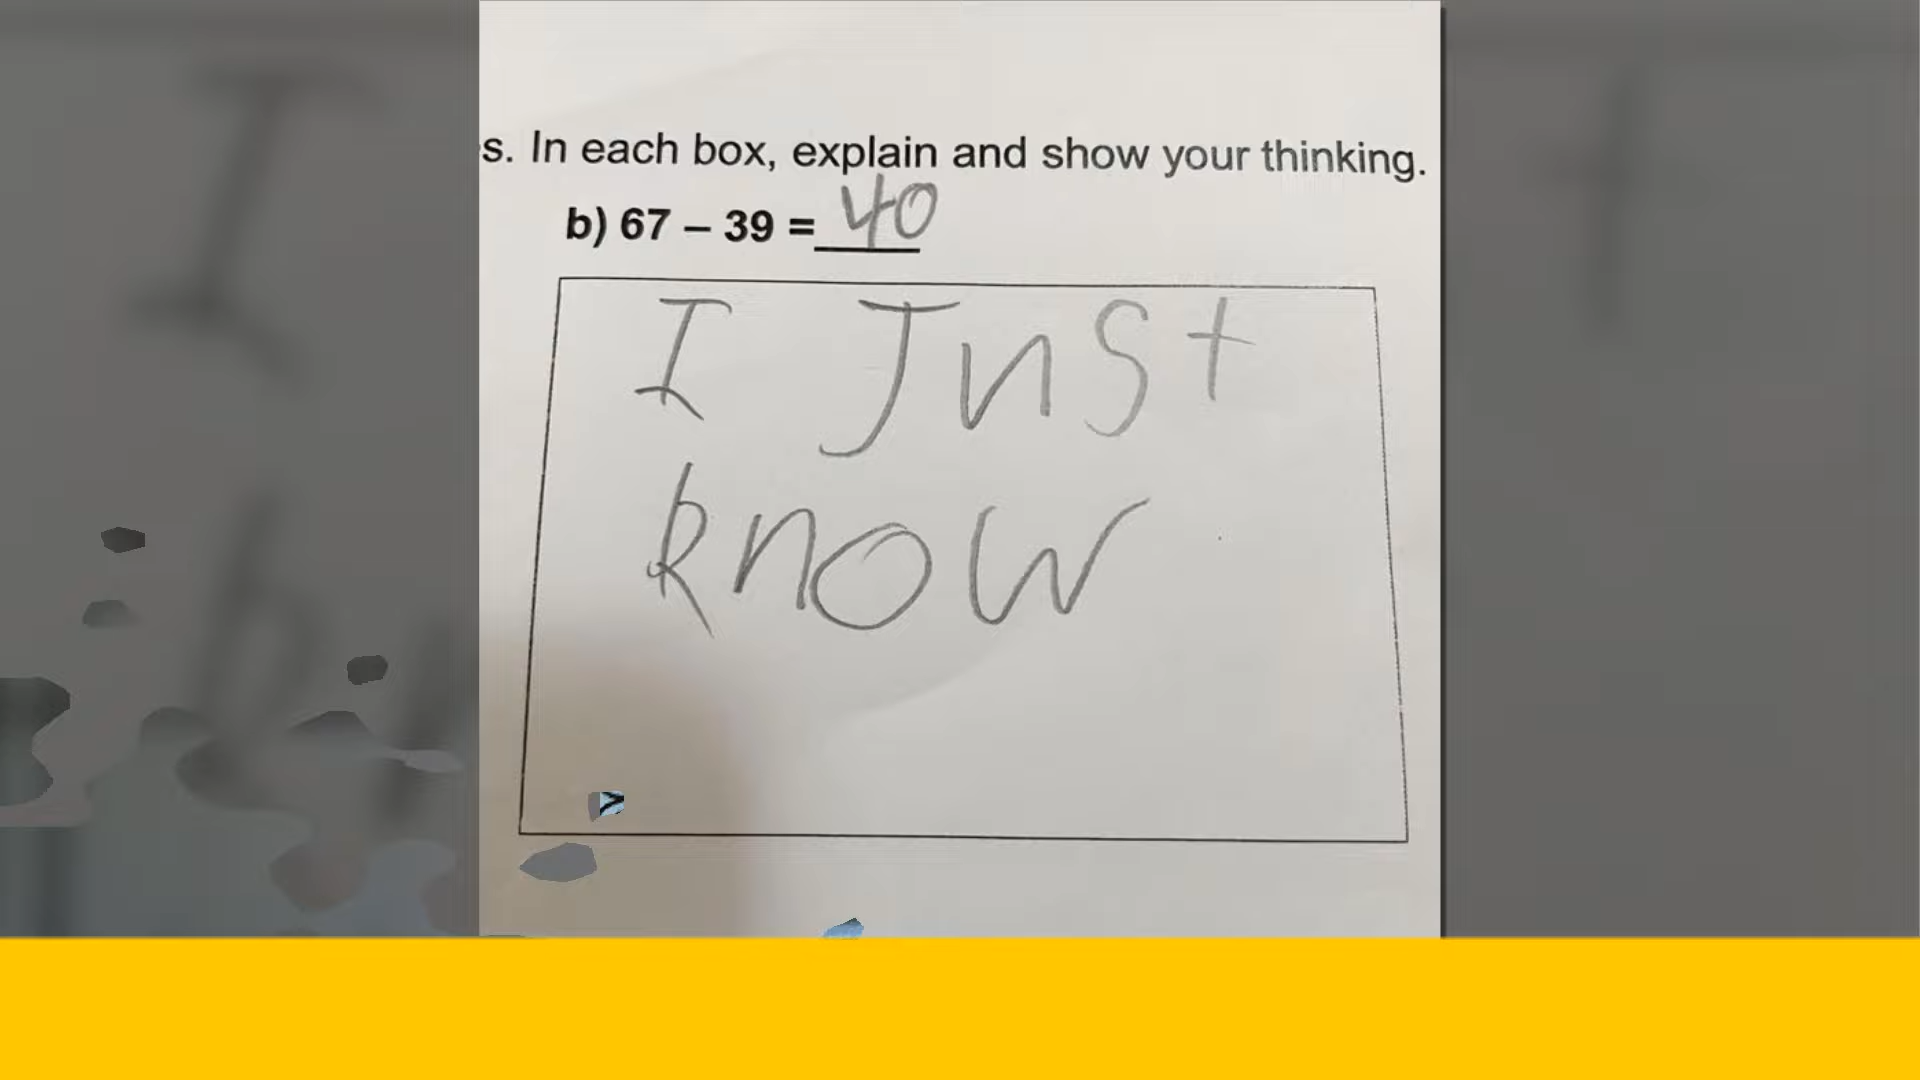 s. In each box, explain and show your thinking.
b) 67 – 39 = 40
I Just
know